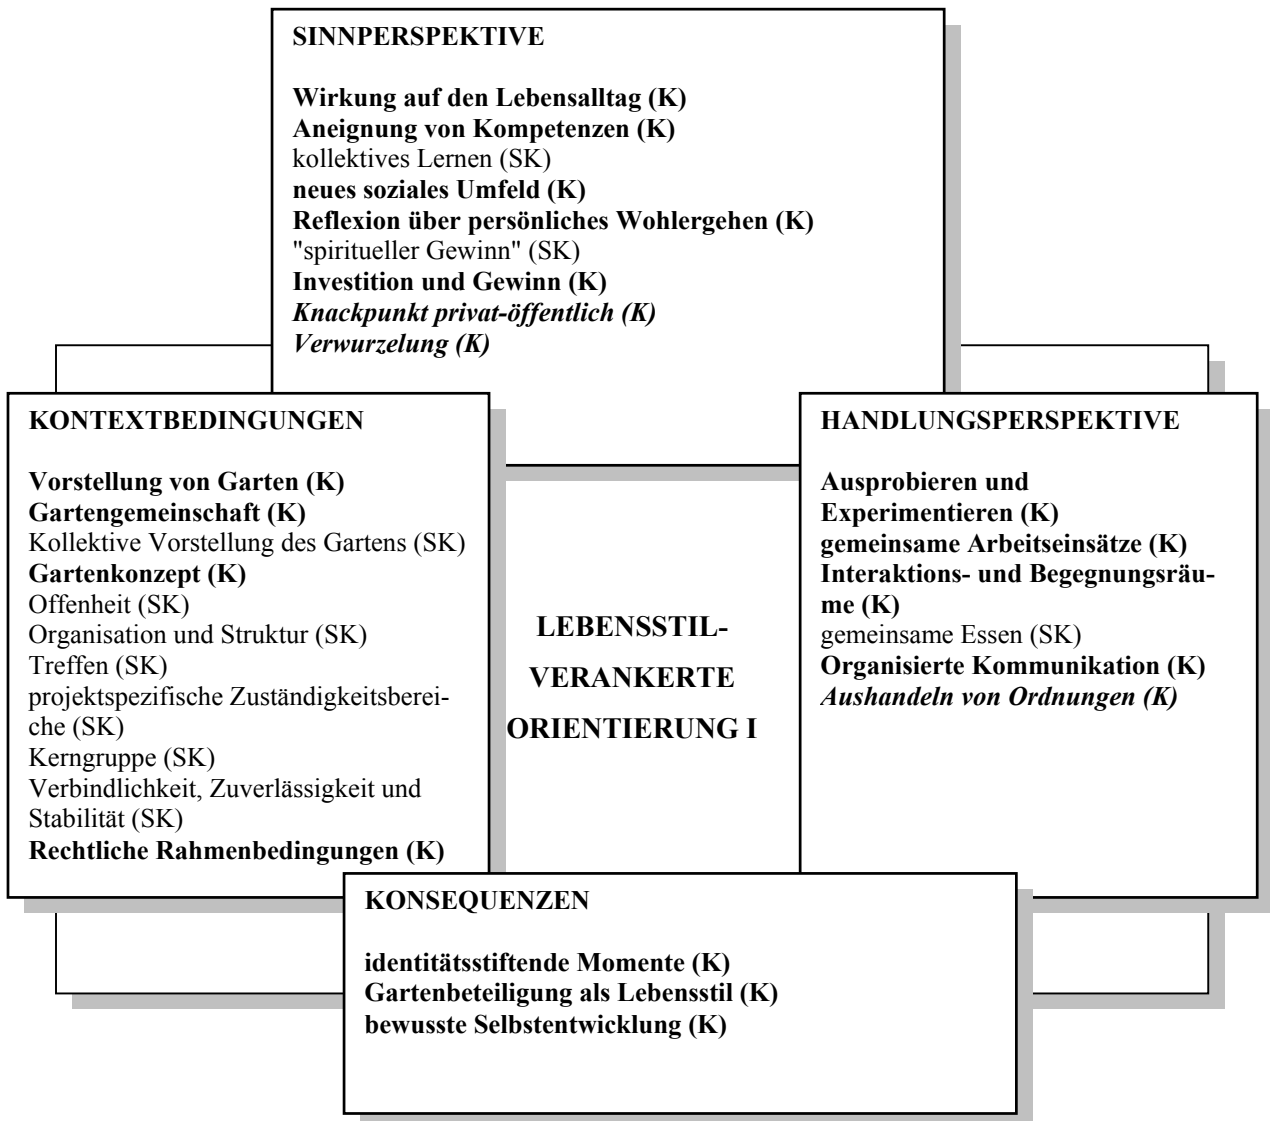 SINNPERSPEKTIVE
Wirkung auf den Lebensalltag (K)
Aneignung von Kompetenzen (K)
kollektives Lernen (SK)
neues soziales Umfeld (K)
Reflexion über persönliches Wohlergehen (K)
"spiritueller Gewinn" (SK)
Investition und Gewinn (K)
Knackpunkt privat-öffentlich (K)
Verwurzelung (K)
KONTEXTBEDINGUNGEN
Vorstellung von Garten (K)
Gartengemeinschaft (K)
Kollektive Vorstellung des Gartens (SK)
Gartenkonzept (K)
Offenheit (SK)
Organisation und Struktur (SK)
Treffen (SK)
projektspezifische Zuständigkeitsberei-
che (SK)
Kerngruppe (SK)
Verbindlichkeit, Zuverlässigkeit und
Stabilität (SK)
Rechtliche Rahmenbedingungen (K)
LEBENSSTIL-
VERANKERTE
ORIENTIERUNG I
HANDLUNGSPERSPEKTIVE
Ausprobieren und
Experimentieren (K)
gemeinsame Arbeitseinsätze (K)
Interaktions- und Begegnungsräu-
me (K)
gemeinsame Essen (SK)
Organisierte Kommunikation (K)
Aushandeln von Ordnungen (K)
KONSEQUENZEN
identitätsstiftende Momente (K)
Gartenbeteiligung als Lebensstil (K)
bewusste Selbstentwicklung (K)